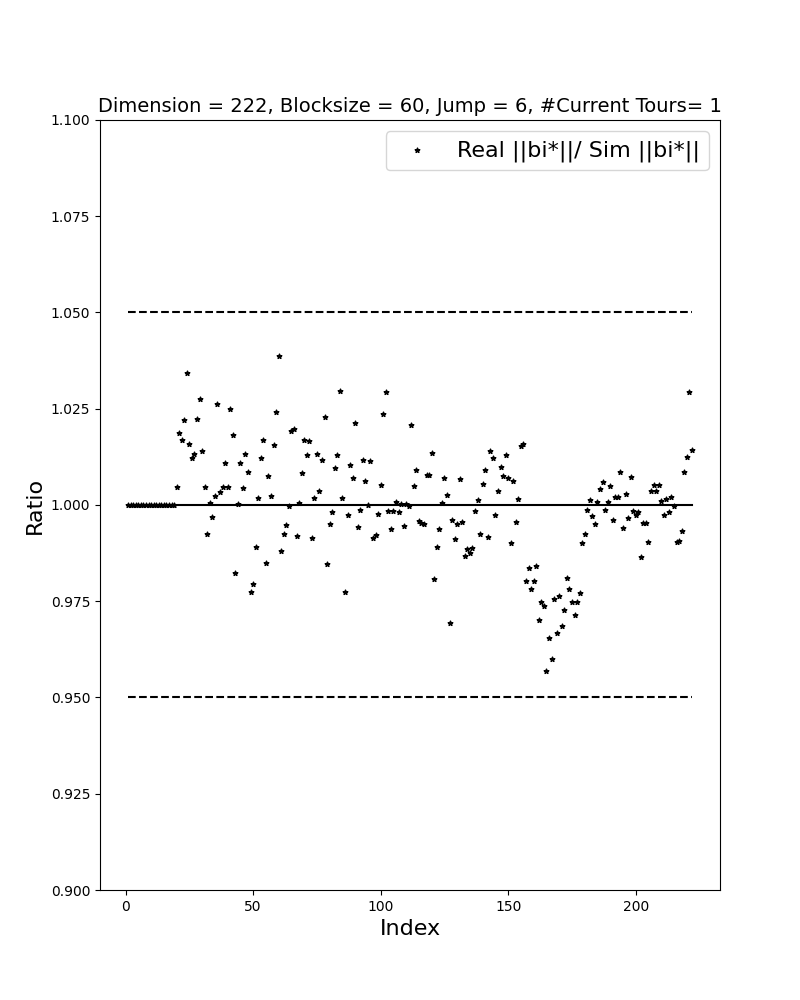 Dimension = 222, Blocksize = 60, Jump = 6, #Current Tours= 1
1.100
1.075
1.050
1.025
1.000
0.975
0.950
0.925
0.900
Ratio
Real ||bi*||/ Sim ||bi*||
0 50 100 150 200
Index